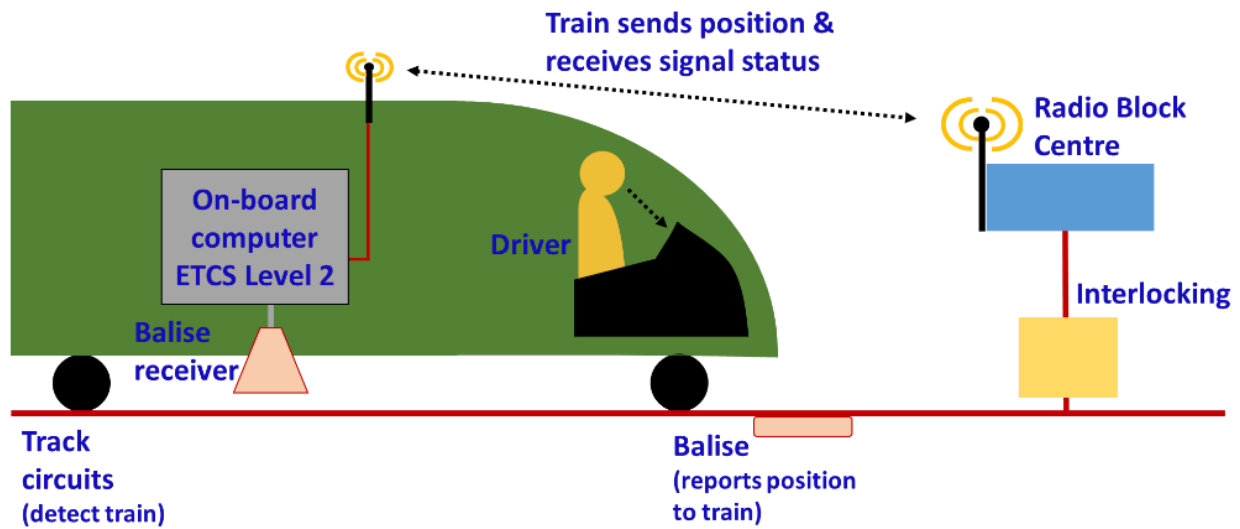 Train sends position &
receives signal status
Radio Block
Centre
On-board
computer
ETCS Level 2
Driver
Interlocking
Balise
receiver
Track
circuits
(detect train)
Balise
(reports position
to train)